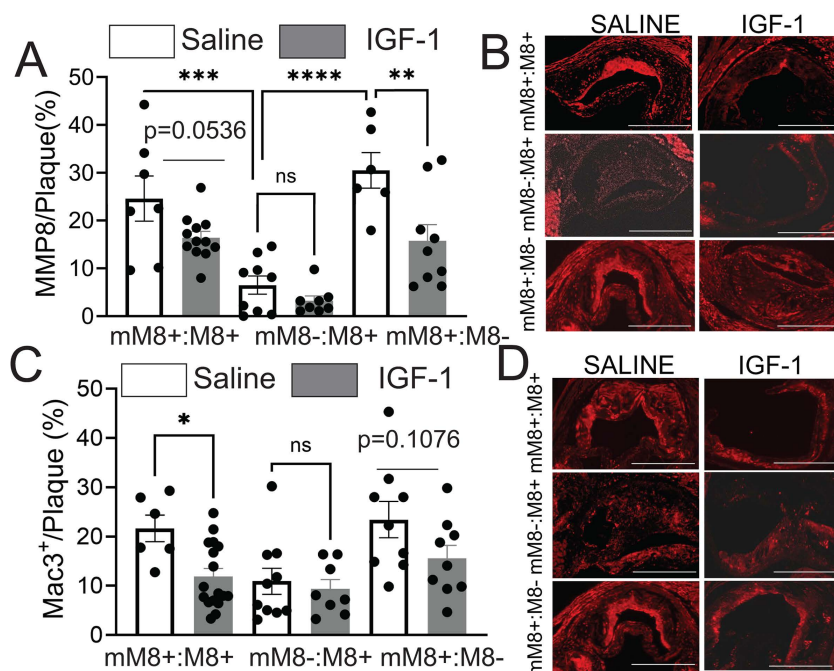 A
Saline
IGF-1
MMP8/Plaque(%)
50
40
30
20
10
0
***
****
**
p=0.0536
ns
mM8+:M8+
mM8-:M8+
mM8+:M8-
B
SALINE
IGF-1
mM8+:M8+
mM8-:M8+
mM8+:M8-
C
Saline
IGF-1
Mac3+/Plaque (%)
50
40
30
20
10
0
*
ns
p=0.1076
mM8+:M8+
mM8-:M8+
mM8+:M8-
D
SALINE
IGF-1
mM8+:M8+
mM8-:M8+
mM8+:M8-